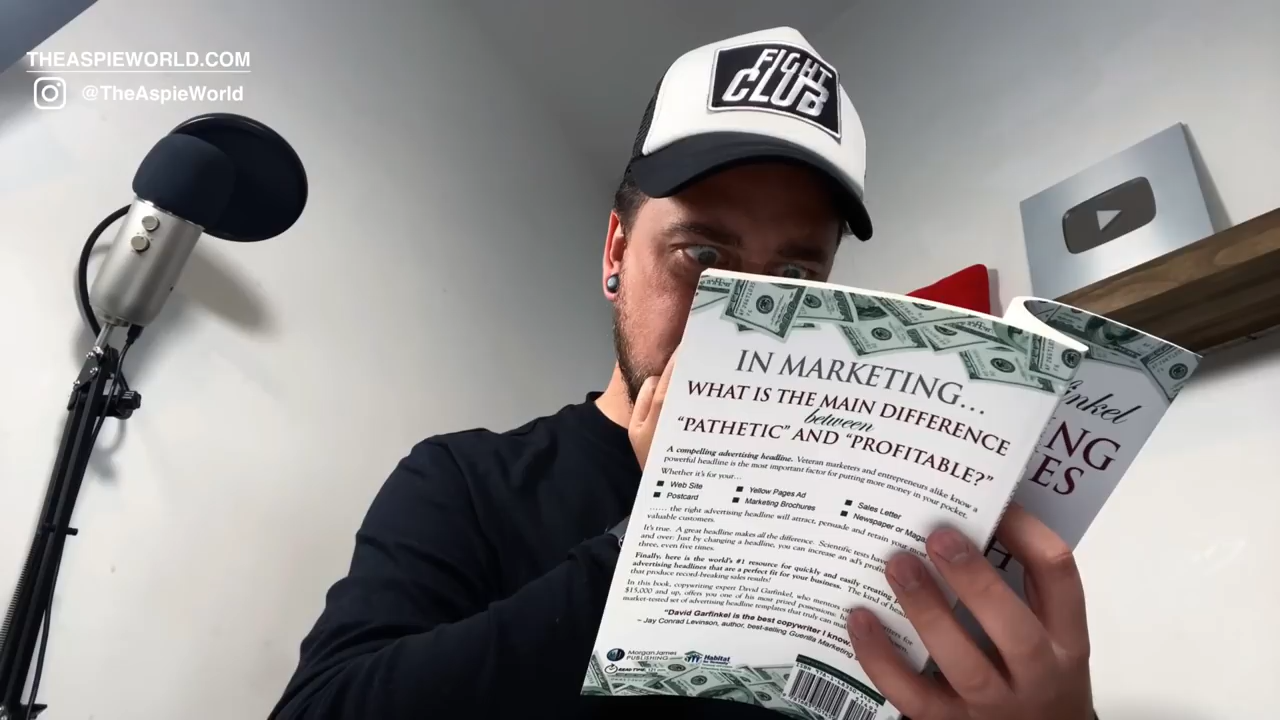 THEASPIEWORLD.COM
@TheAspieWorld
FIGHT
CLUB
IN MARKETING...
WHAT IS THE MAIN DIFFERENCE
between
"PATHETIC" AND "PROFITABLE?"
A compelling advertising headline. Veteran marketers and entrepreneurs alike know a
powerful headline is the most important factor for putting more money in your pocket.
Whether it's for your...
Web Site
Yellow Pages Ad
Sales Letter
Postcard
Marketing Brochures
Newspaper or
...... the right advertising headline will attract, persuade and retain your
valuable customers.
It's true. A great headline makes all the difference. Scientific tests
and over: Just by changing a headline, you can increase an ad's
three, even five times.
Finally, here is the world's #1 resource for quickly and easily creating
advertising headlines that are a perfect fit for your business. The kind of
that produce record-breaking sales results!
In this book, copywriting expert David Garfinkel, who mentors
$15,000 and up, offers you one of his most prized possessions:
market-tested set of advertising headline templates that truly can
"David Garfinkel is the best copywriter I know.
~ Jay Conrad Levinson, author, best-selling Guerilla Marketing
Morgan James
PUBLISHING
Habitat
for Humanity
finkel
NG
ES
H